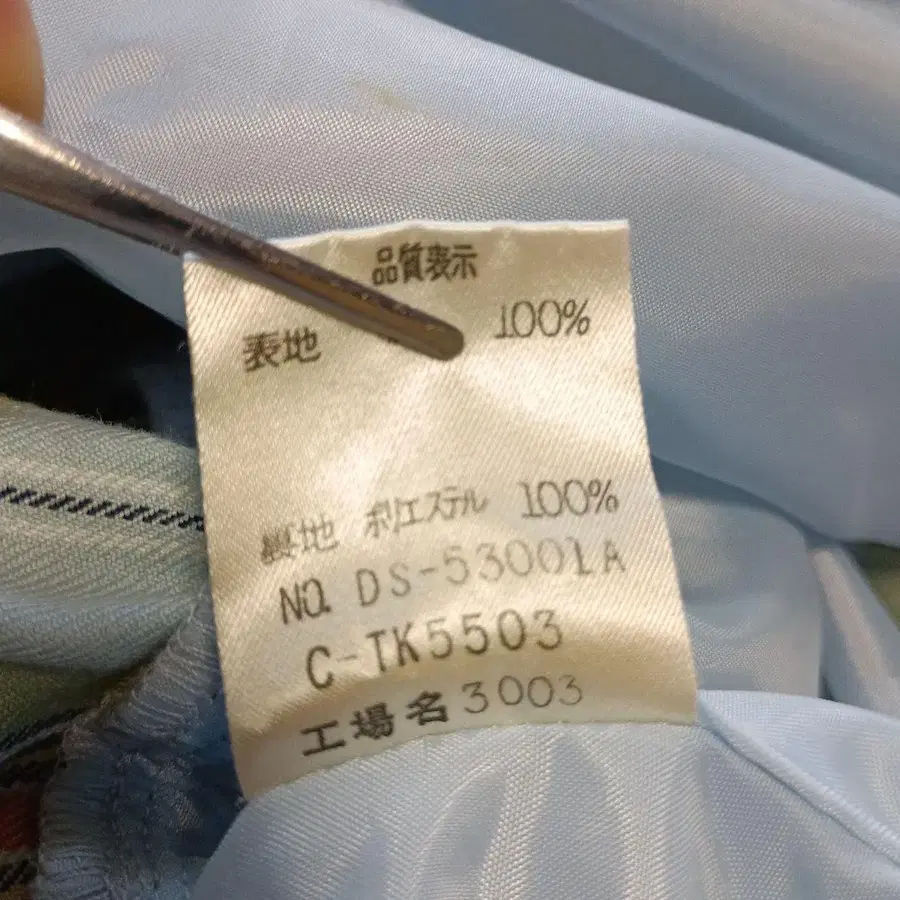 品質表示
表地 100%
裏地 ポリエステル 100%
NO. DS-53001A
C-TK5503
工場名 3003